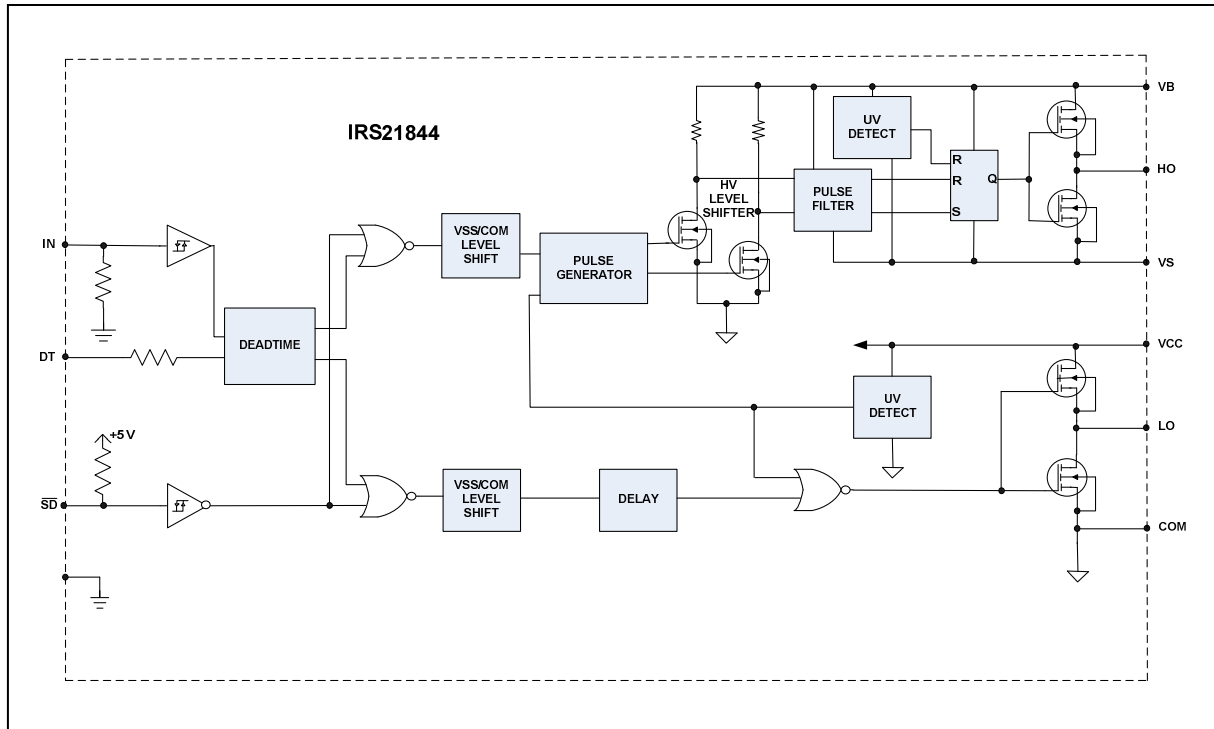 IRS21844
VB
UV
DETECT
R
R
Q
S
HO
HV
LEVEL
SHIFTER
PULSE
FILTER
IN
VSS/COM
LEVEL
SHIFT
PULSE
GENERATOR
VS
DEADTIME
DT
VCC
UV
DETECT
LO
+5V
SD
VSS/COM
LEVEL
SHIFT
DELAY
COM